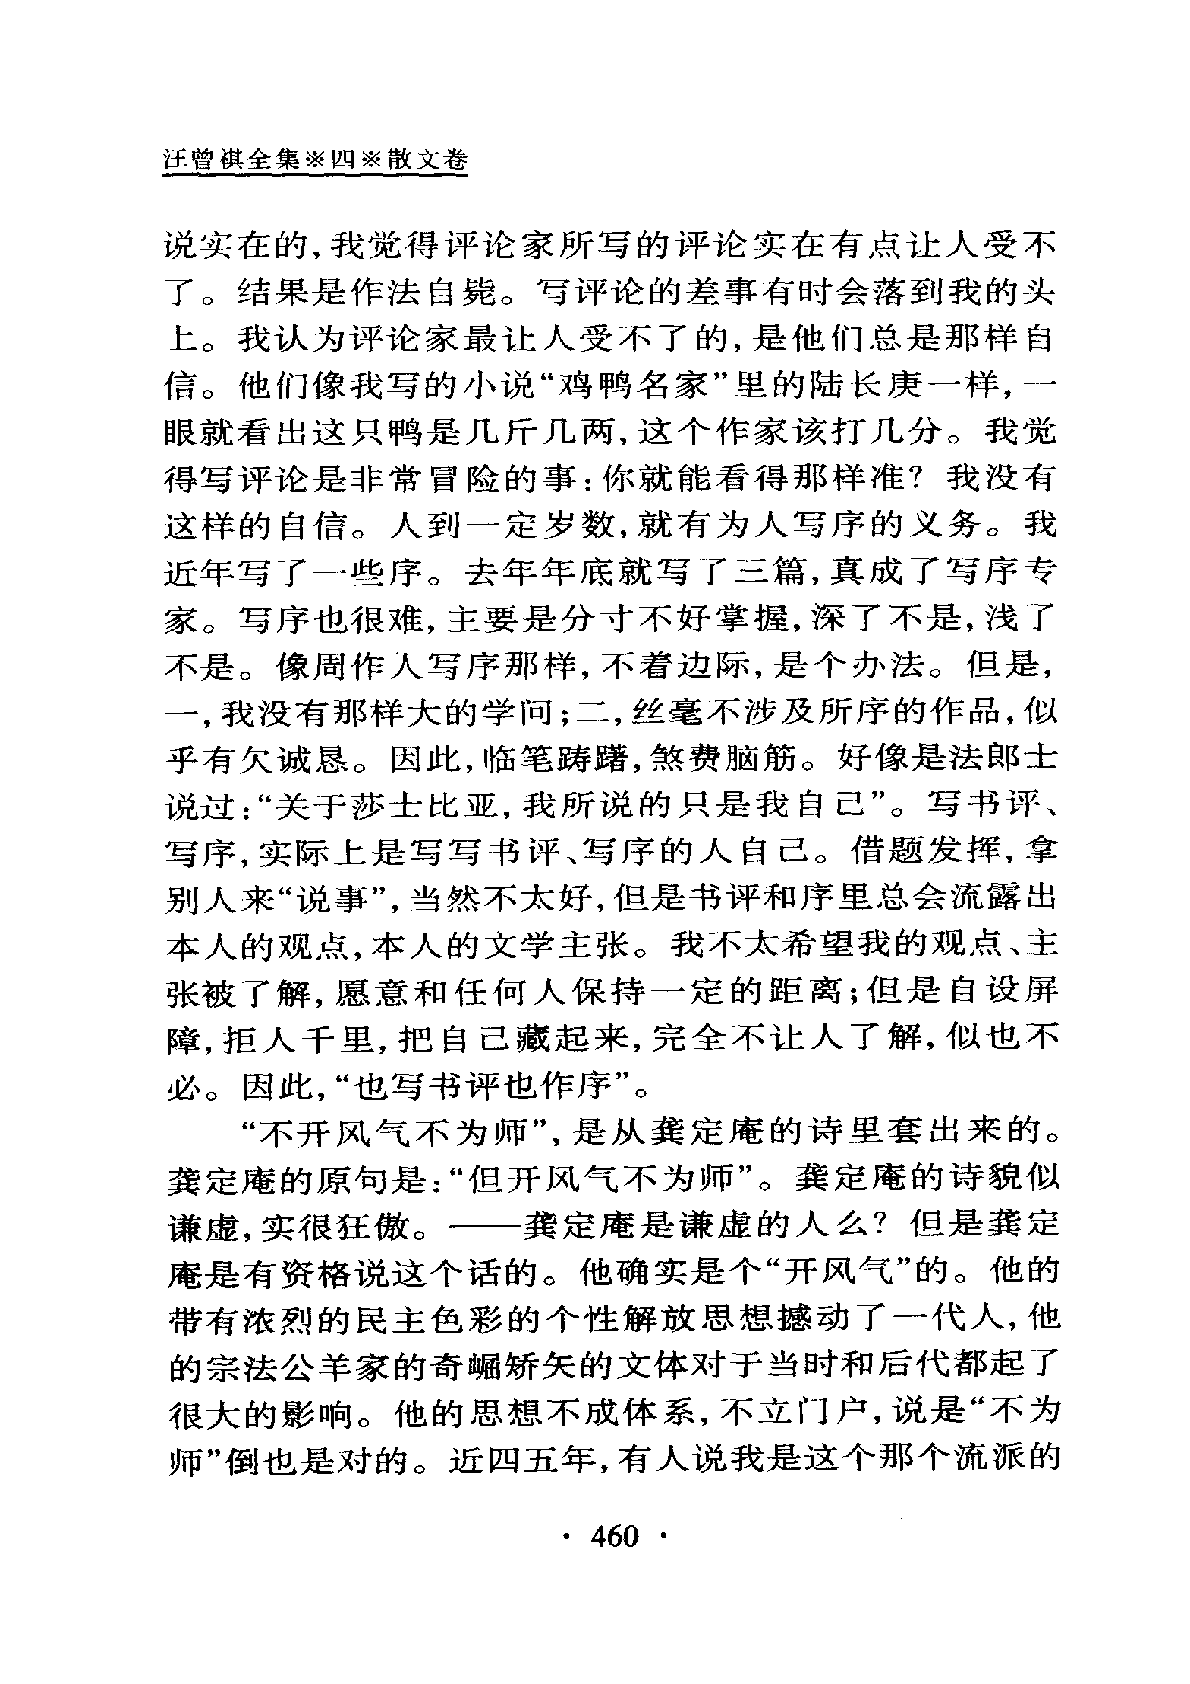 汪曾祺全集※四※散文卷
说实在的,我觉得评论家所写的评论实在有点让人受不
了。结果是作法自毙。写评论的差事有时会落到我的头
上。我认为评论家最让人受不了的,是他们总是那样自
信。他们像我写的小说“鸡鸭名家”里的陆长庚一样,一
眼就看出这只鸭是几斤几两,这个作家该打几分。我觉
得写评论是非常冒险的事:你就能看得那样准? 我没有
这样的自信。人到一定岁数,就有为人写序的义务。我
近年写了一些序。去年年底就写了三篇,真成了写序专
家。写序也很难,主要是分寸不好掌握,深了不是,浅了
不是。像周作人写序那样,不着边际,是个办法。但是,
一,我没有那样大的学问;二,丝毫不涉及所序的作品,似
乎有欠诚恳。因此,临笔踌躇,煞费脑筋。好像是法郎士
说过:“关于莎士比亚,我所说的只是我自己”。写书评、
写序,实际上是写写书评、写序的人自己。借题发挥,拿
别人来“说事”,当然不太好,但是书评和序里总会流露出
本人的观点,本人的文学主张。我不太希望我的观点、主
张被了解,愿意和任何人保持一定的距离;但是自设屏
障,拒人千里,把自己藏起来,完全不让人了解,似也不
必。因此,“也写书评也作序”。
“不开风气不为师”,是从龚定庵的诗里套出来的。
龚定庵的原句是:“但开风气不为师”。龚定庵的诗貌似
谦虚,实很狂傲。——龚定庵是谦虚的人么? 但是龚定
庵是有资格说这个话的。他确实是个“开风气”的。他的
带有浓烈的民主色彩的个性解放思想撼动了一代人,他
的宗法公羊家的奇崛矫矢的文体对于当时和后代都起了
很大的影响。他的思想不成体系,不立门户,说是“不为
师”倒也是对的。近四五年,有人说我是这个那个流派的
· 460 ·